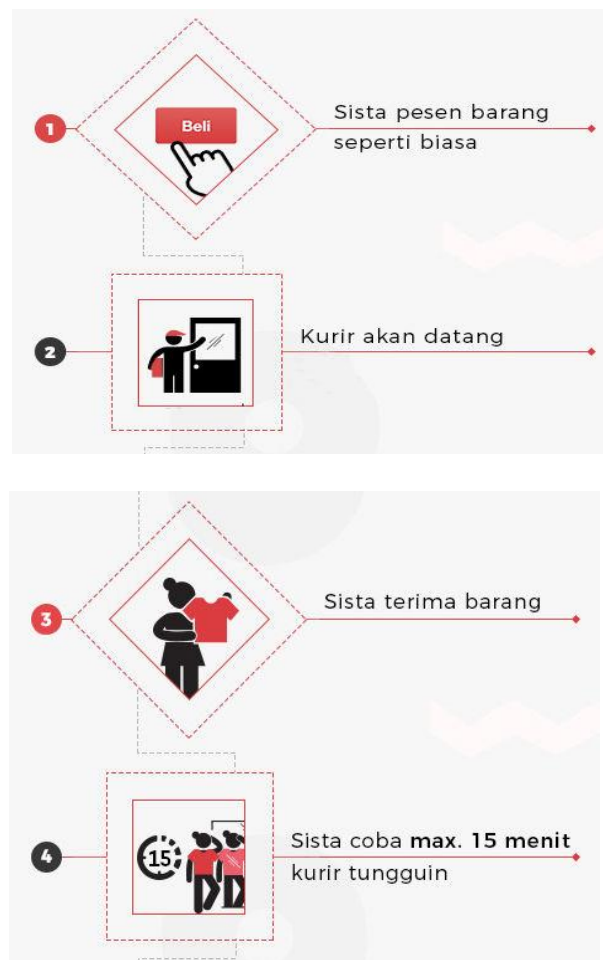 1
Beli
Sista pesen barang
seperti biasa
2
Kurir akan datang
3
Sista terima barang
4
15
Sista coba max. 15 menit
kurir tungguin